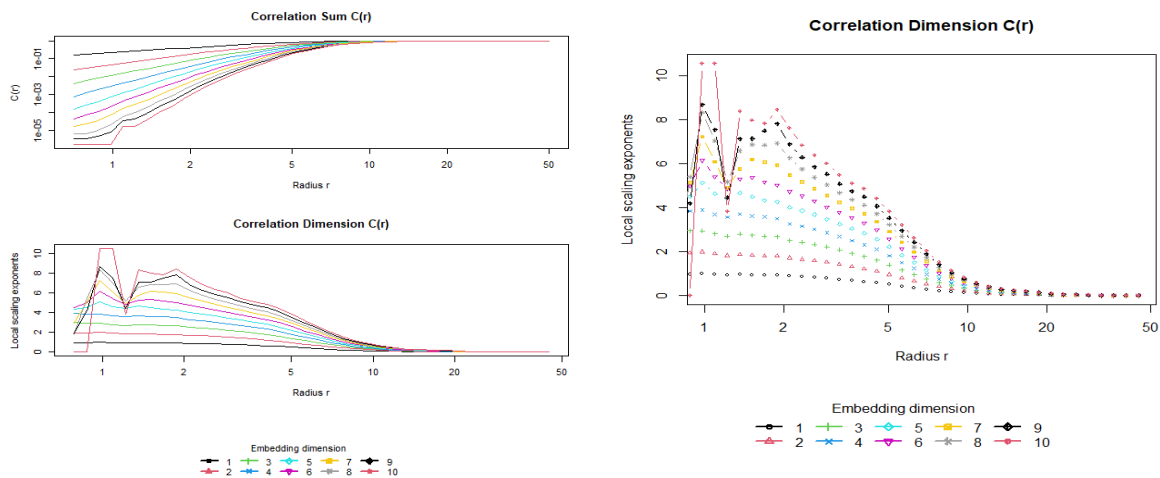 Correlation Sum C(r)
C(r)
1e-01
1e-03
1e-05
1 2 5 10 20 50
Radius r
Correlation Dimension C(r)
Local scaling exponents
10
8
6
4
2
0
1 2 5 10 20 50
Radius r
Embedding dimension
1 3 5 7 9
2 4 6 8 10
Correlation Dimension C(r)
Local scaling exponents
10
8
6
4
2
0
1 2 5 10 20 50
Radius r
Embedding dimension
1 3 5 7 9
2 4 6 8 10